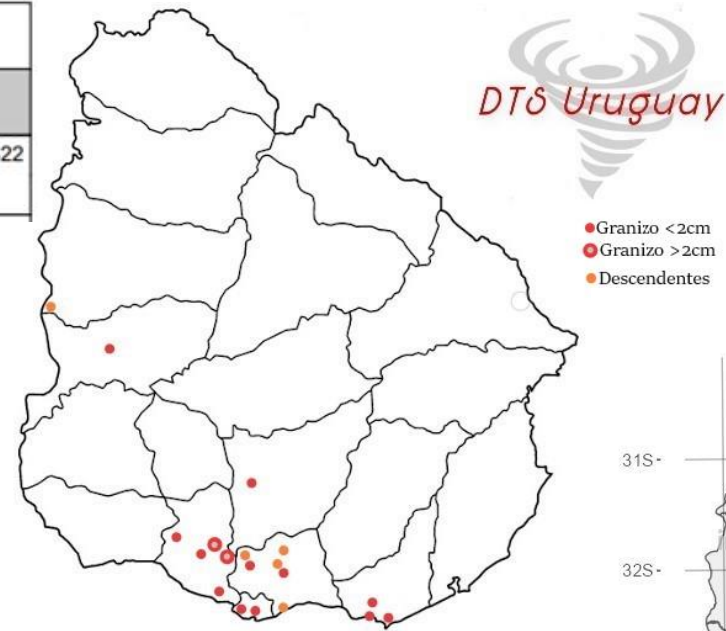 22
DTS Uruguay
Granizo <2cm
Granizo >2cm
Descendentes
31S-
32S-